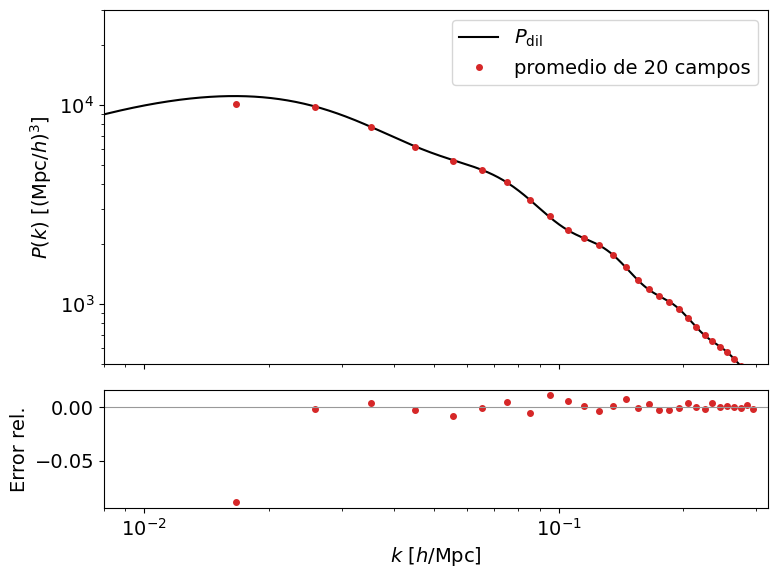 P_dil
promedio de 20 campos
10^4
10^3
P(k) [(Mpc/h)^3]
0.00
−0.05
Error rel.
10^−2
10^−1
k [h/Mpc]